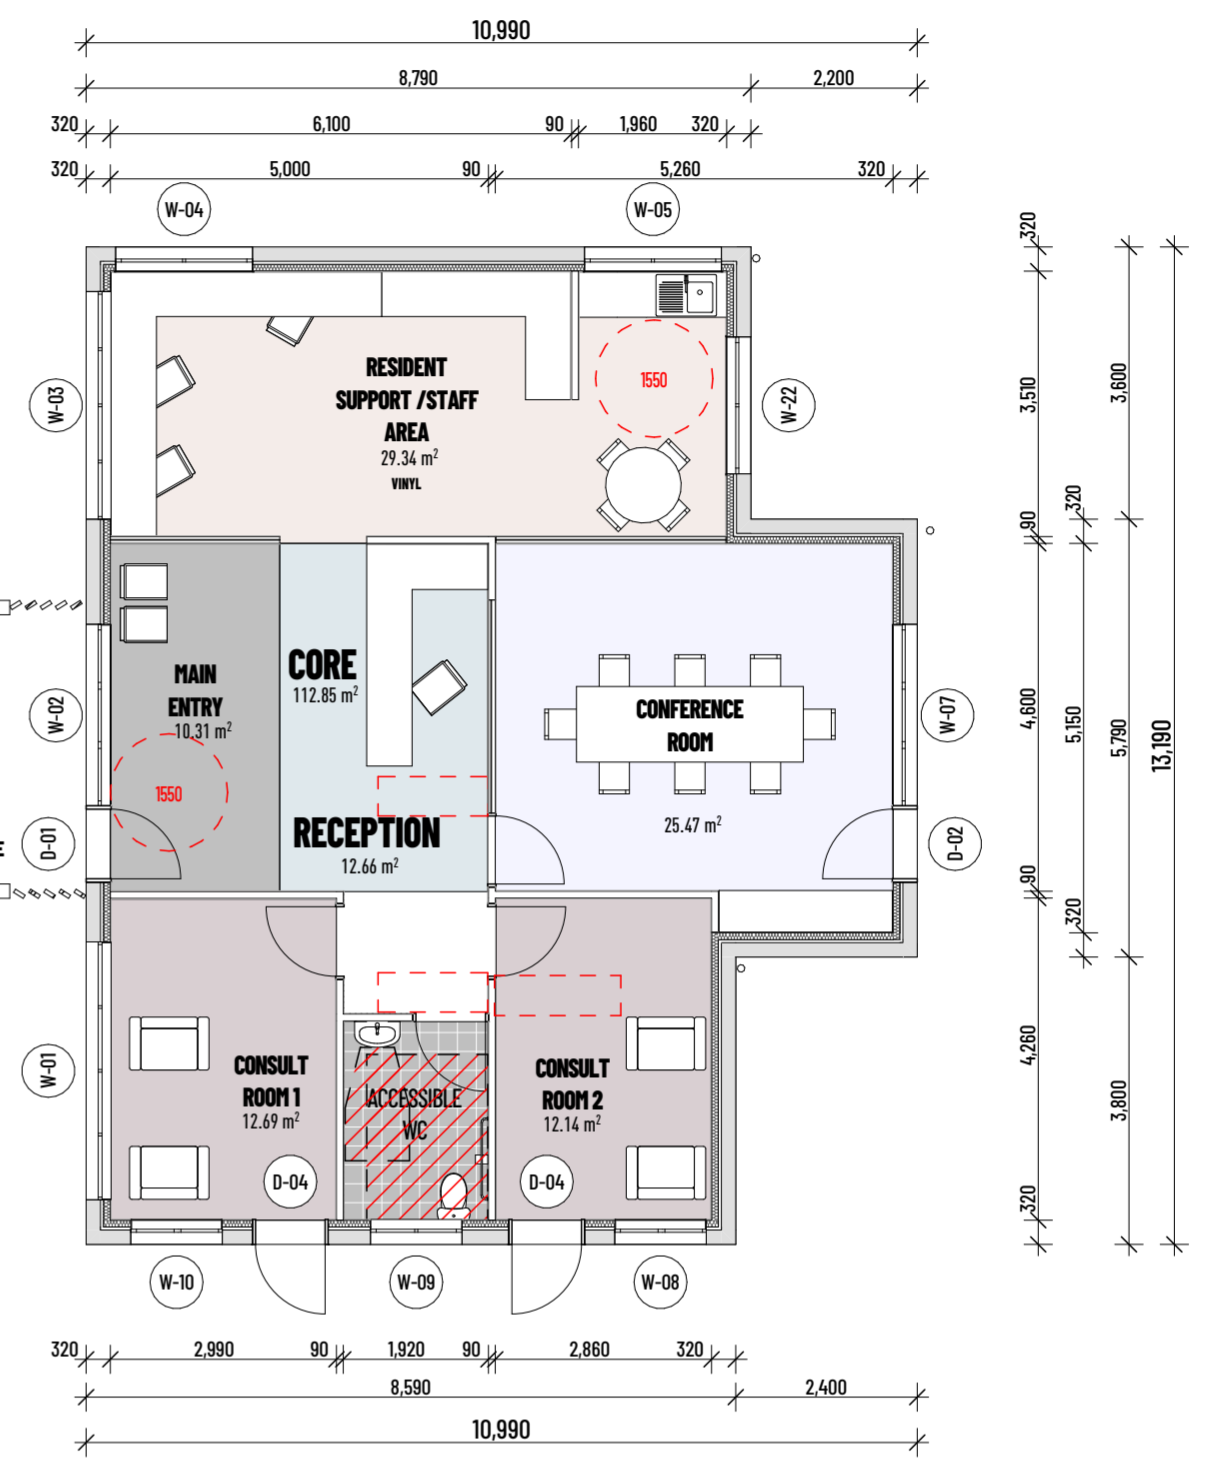 10,990
8,790 2,200
320 6,100 90 1,960 320
320 5,000 90 5,260 320
W-04 W-05
W-03
W-22
RESIDENT
SUPPORT /STAFF
AREA
29.34 m²
VINYL
1550
MAIN
ENTRY
10.31 m²
1550
CORE
112.85 m²
RECEPTION
12.66 m²
CONFERENCE
ROOM
25.47 m²
W-02
D-01
W-07
D-02
CONSULT
ROOM 1
12.69 m²
D-04
ACCESSIBLE
WC
CONSULT
ROOM 2
12.14 m²
D-04
W-01
W-10 W-09 W-08
320 2,990 90 1,920 90 2,860 320
8,590 2,400
10,990
320
3,510
90
4,600
90
4,260
320
320
5,150
320
3,600
5,790
3,800
13,190